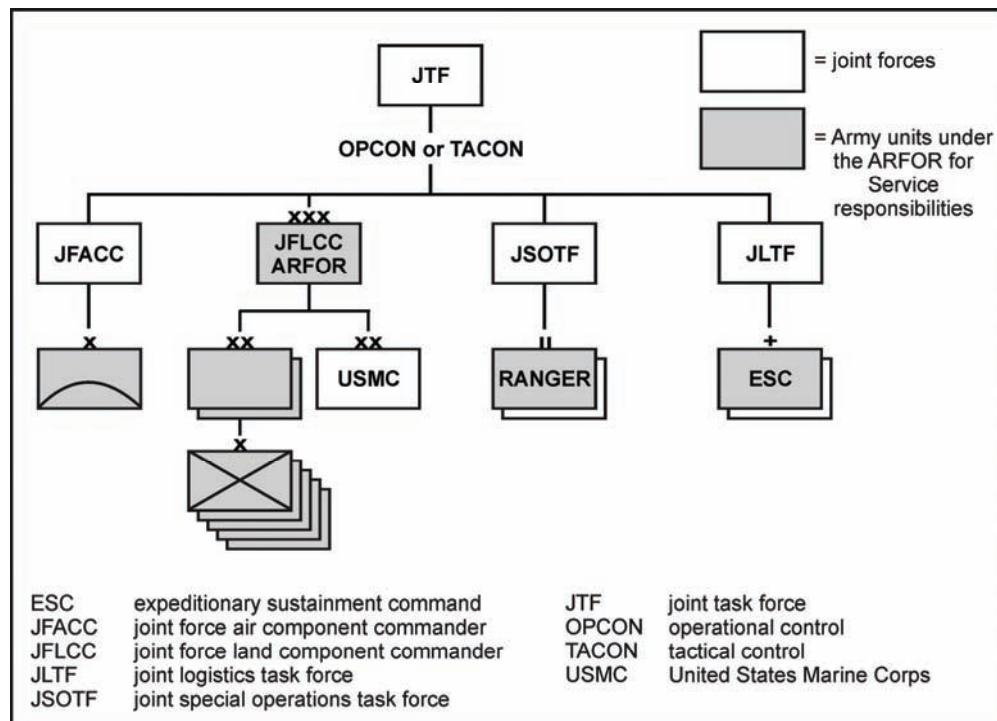 JTF
= joint forces
OPCON or TACON
= Army units under
the ARFOR for
Service
responsibilities
XXX
JFACC
JFLCC
ARFOR
JSOTF
JLTF
X
XX
XX
II
+
USMC
RANGER
ESC
X
ESC expeditionary sustainment command
JFACC joint force air component commander
JFLCC joint force land component commander
JLTF joint logistics task force
JSOTF joint special operations task force
JTF joint task force
OPCON operational control
TACON tactical control
USMC United States Marine Corps